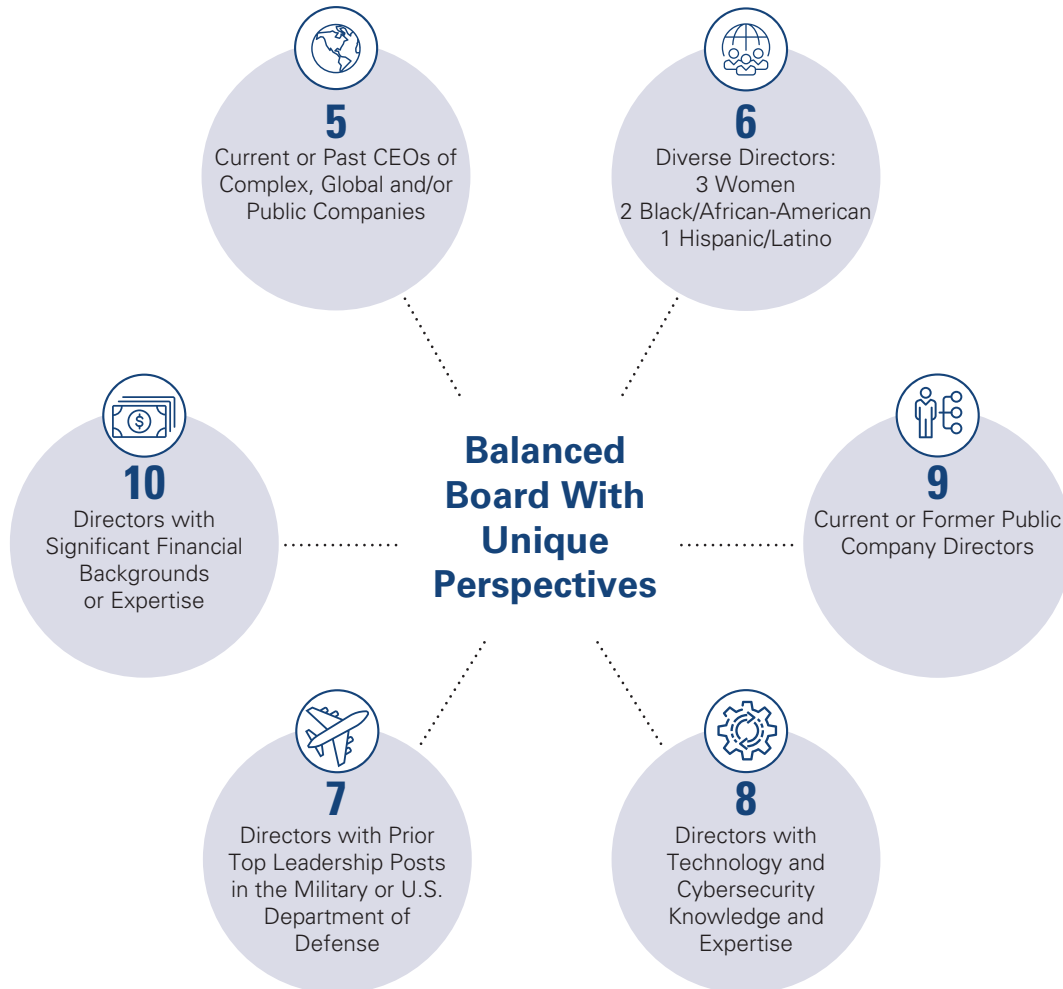 5
Current or Past CEOs of
Complex, Global and/or
Public Companies
6
Diverse Directors:
3 Women
2 Black/African-American
1 Hispanic/Latino
10
Directors with
Significant Financial
Backgrounds
or Expertise
Balanced
Board With
Unique
Perspectives
9
Current or Former Public
Company Directors
7
Directors with Prior
Top Leadership Posts
in the Military or U.S.
Department of
Defense
8
Directors with
Technology and
Cybersecurity
Knowledge and
Expertise